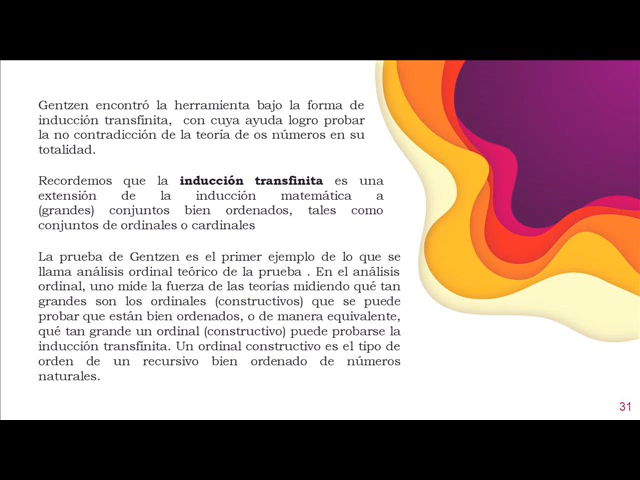 Gentzen encontró la herramienta bajo la forma de
inducción transfinita, con cuya ayuda logro probar
la no contradicción de la teoría de os números en su
totalidad.
Recordemos que la inducción transfinita es una
extensión de la inducción matemática a
(grandes) conjuntos bien ordenados, tales como
conjuntos de ordinales o cardinales
La prueba de Gentzen es el primer ejemplo de lo que se
llama análisis ordinal teórico de la prueba . En el análisis
ordinal, uno mide la fuerza de las teorías midiendo qué tan
grandes son los ordinales (constructivos) que se puede
probar que están bien ordenados, o de manera equivalente,
qué tan grande un ordinal (constructivo) puede probarse la
inducción transfinita. Un ordinal constructivo es el tipo de
orden de un recursivo bien ordenado de números
naturales.
31